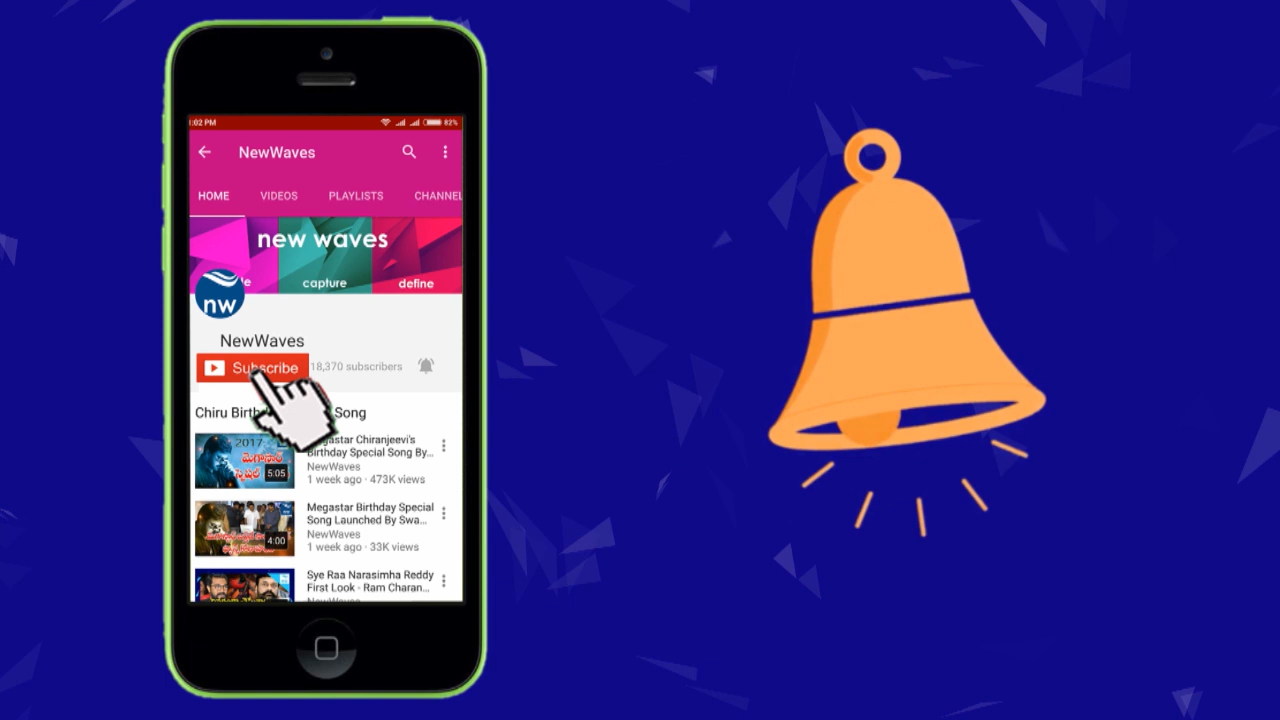 1:02 PM
82%
NewWaves
HOME VIDEOS PLAYLISTS CHANNEL
new waves
capture define
nw
NewWaves
Subscribe 18,370 subscribers
Chiru Song
Megastar Chiranjeevi's
Birthday Special Song By...
NewWaves
1 week ago · 473K views
2017
మెగాస్టార్
స్పెషల్
5:05
Megastar Birthday Special
Song Launched By Swa...
NewWaves
1 week ago · 33K views
4:00
Sye Raa Narasimha Reddy
First Look - Ram Charan...
NewWaves